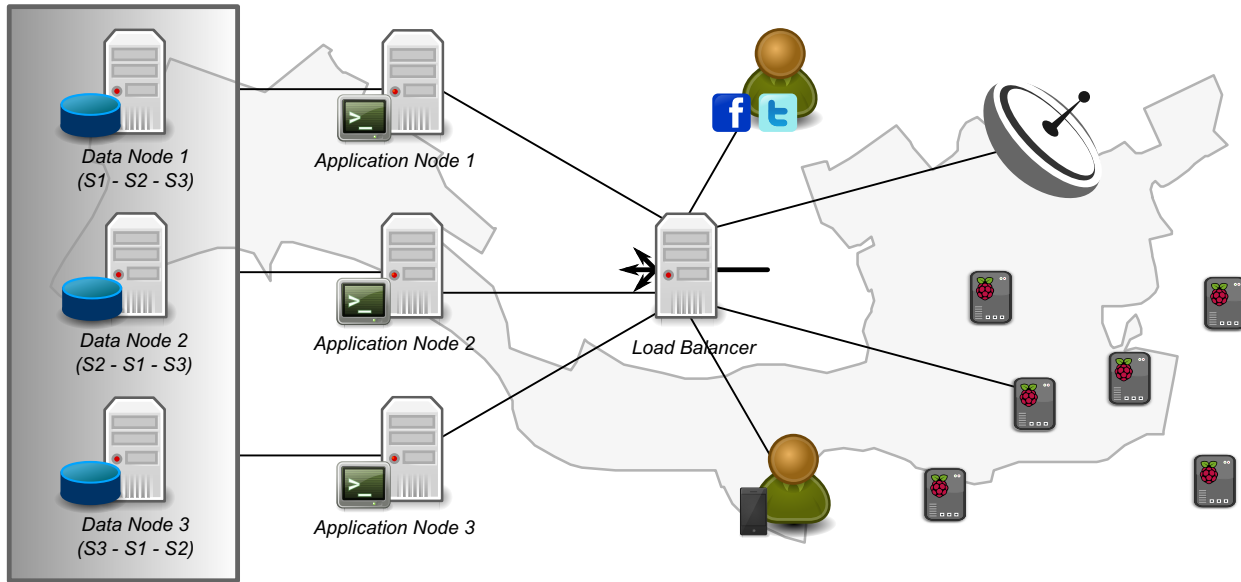 Data Node 1
(S1 - S2 - S3)
Application Node 1
>_
f
t
Data Node 2
(S2 - S1 - S3)
Application Node 2
>_
Load Balancer
Data Node 3
(S3 - S1 - S2)
Application Node 3
>_